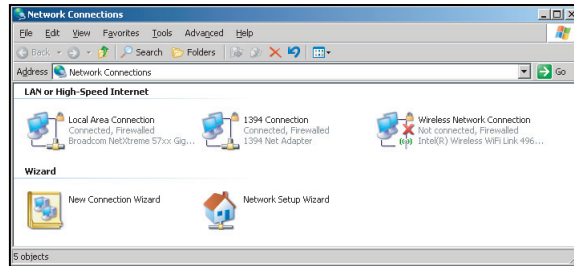 Network Connections
File Edit View Favorites Tools Advanced Help
Back Search Folders
Address Network Connections Go
LAN or High-Speed Internet
Local Area Connection
Connected, Firewalled
Broadcom NetXtreme 57xx Gig...
1394 Connection
Connected, Firewalled
1394 Net Adapter
Wireless Network Connection
Not connected, Firewalled
Intel(R) Wireless WiFi Link 496...
Wizard
New Connection Wizard
Network Setup Wizard
5 objects